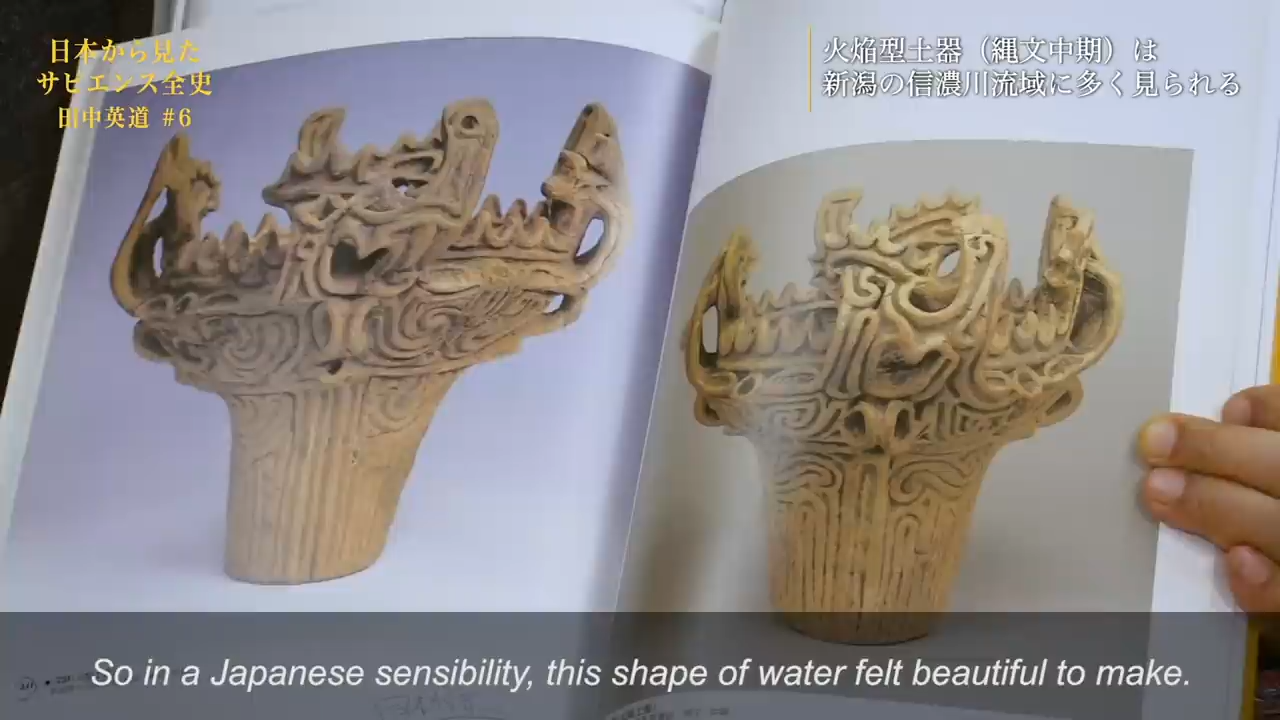 日本から見た
サピエンス全史
田中英道 #6
火焔型土器（縄文中期）は
新潟の信濃川流域に多く見られる
So in a Japanese sensibility, this shape of water felt beautiful to make.